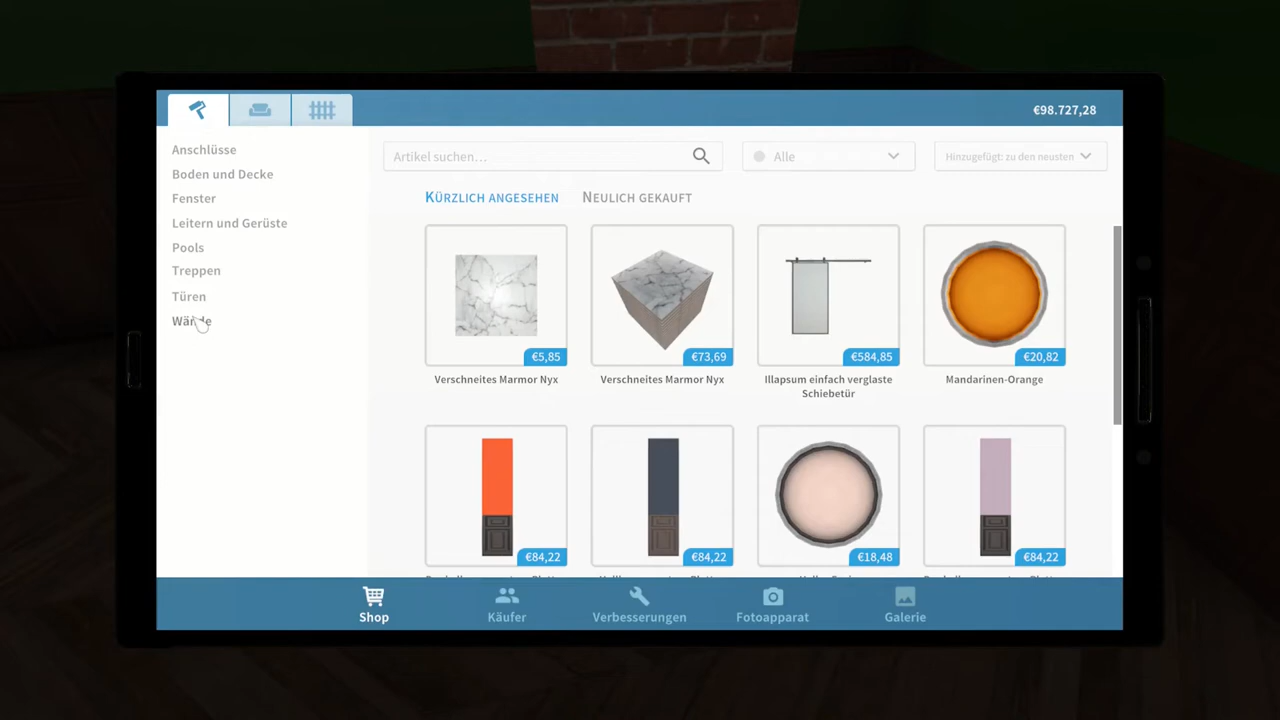 €98.727,28
Anschlüsse
Boden und Decke
Fenster
Leitern und Gerüste
Pools
Treppen
Türen
Wände
Artikel suchen...
Alle
Hinzugefügt: zu den neusten
KÜRZLICH ANGESEHEN
NEULICH GEKAUFT
€5,85
€73,69
€584,85
€20,82
Verschneites Marmor Nyx
Verschneites Marmor Nyx
Illapsum einfach verglaste
Schiebetür
Mandarinen-Orange
€84,22
€84,22
€18,48
€84,22
Shop
Käufer
Verbesserungen
Fotoapparat
Galerie